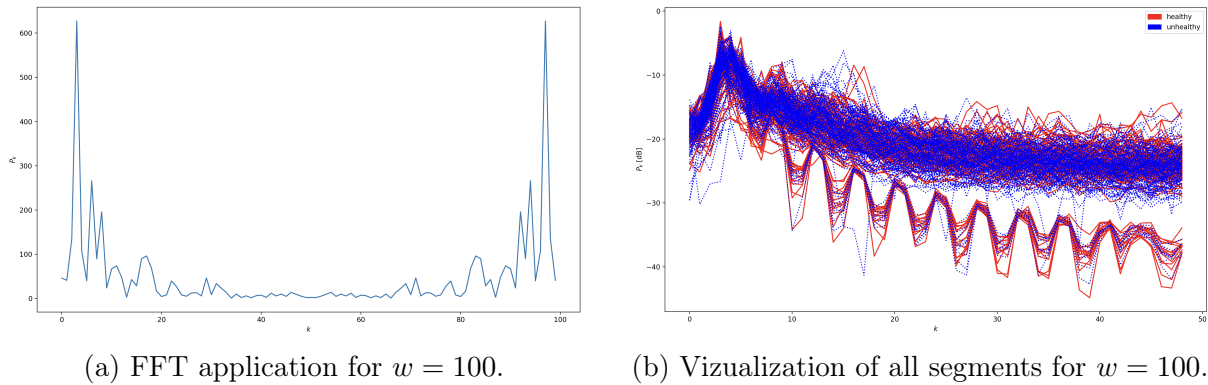 600
500
400
300
200
100
0
P_k
0 20 40 60 80 100
k
0
−10
−20
−30
−40
P_k [dB]
healthy
unhealthy
0 10 20 30 40 50
k
(a) FFT application for w = 100.
(b) Vizualization of all segments for w = 100.